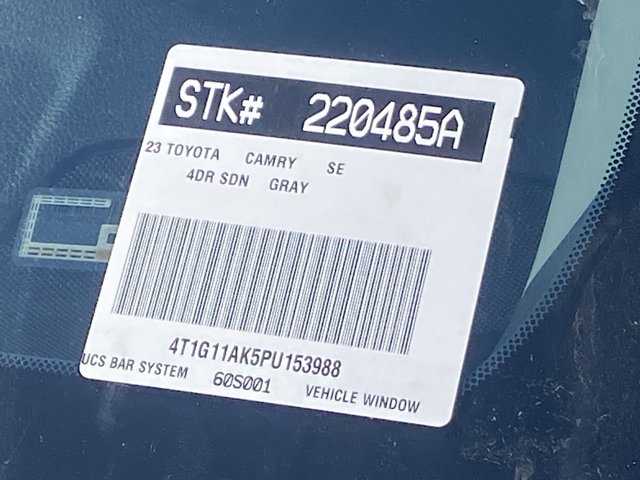 STK# 220485A
23 TOYOTA CAMRY SE
4DR SDN GRAY
4T1G11AK5PU153988
UCS BAR SYSTEM 60S001 VEHICLE WINDOW